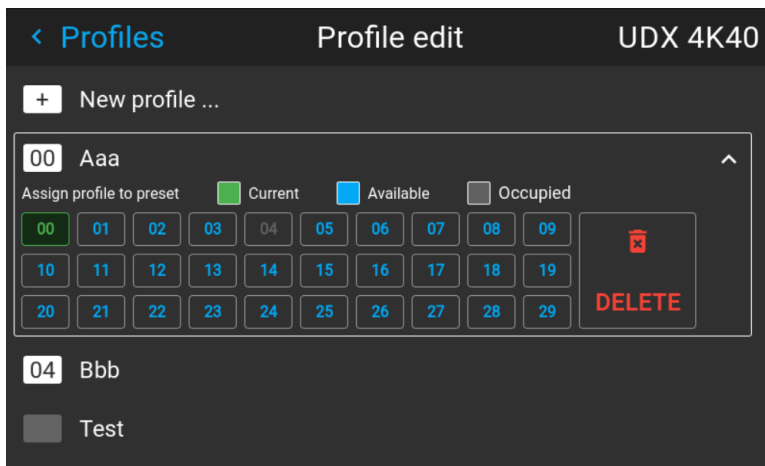 < Profiles Profile edit UDX 4K40
+ New profile ...
00 Aaa
Assign profile to preset Current Available Occupied
00 01 02 03 04 05 06 07 08 09
10 11 12 13 14 15 16 17 18 19
20 21 22 23 24 25 26 27 28 29
DELETE
04 Bbb
Test